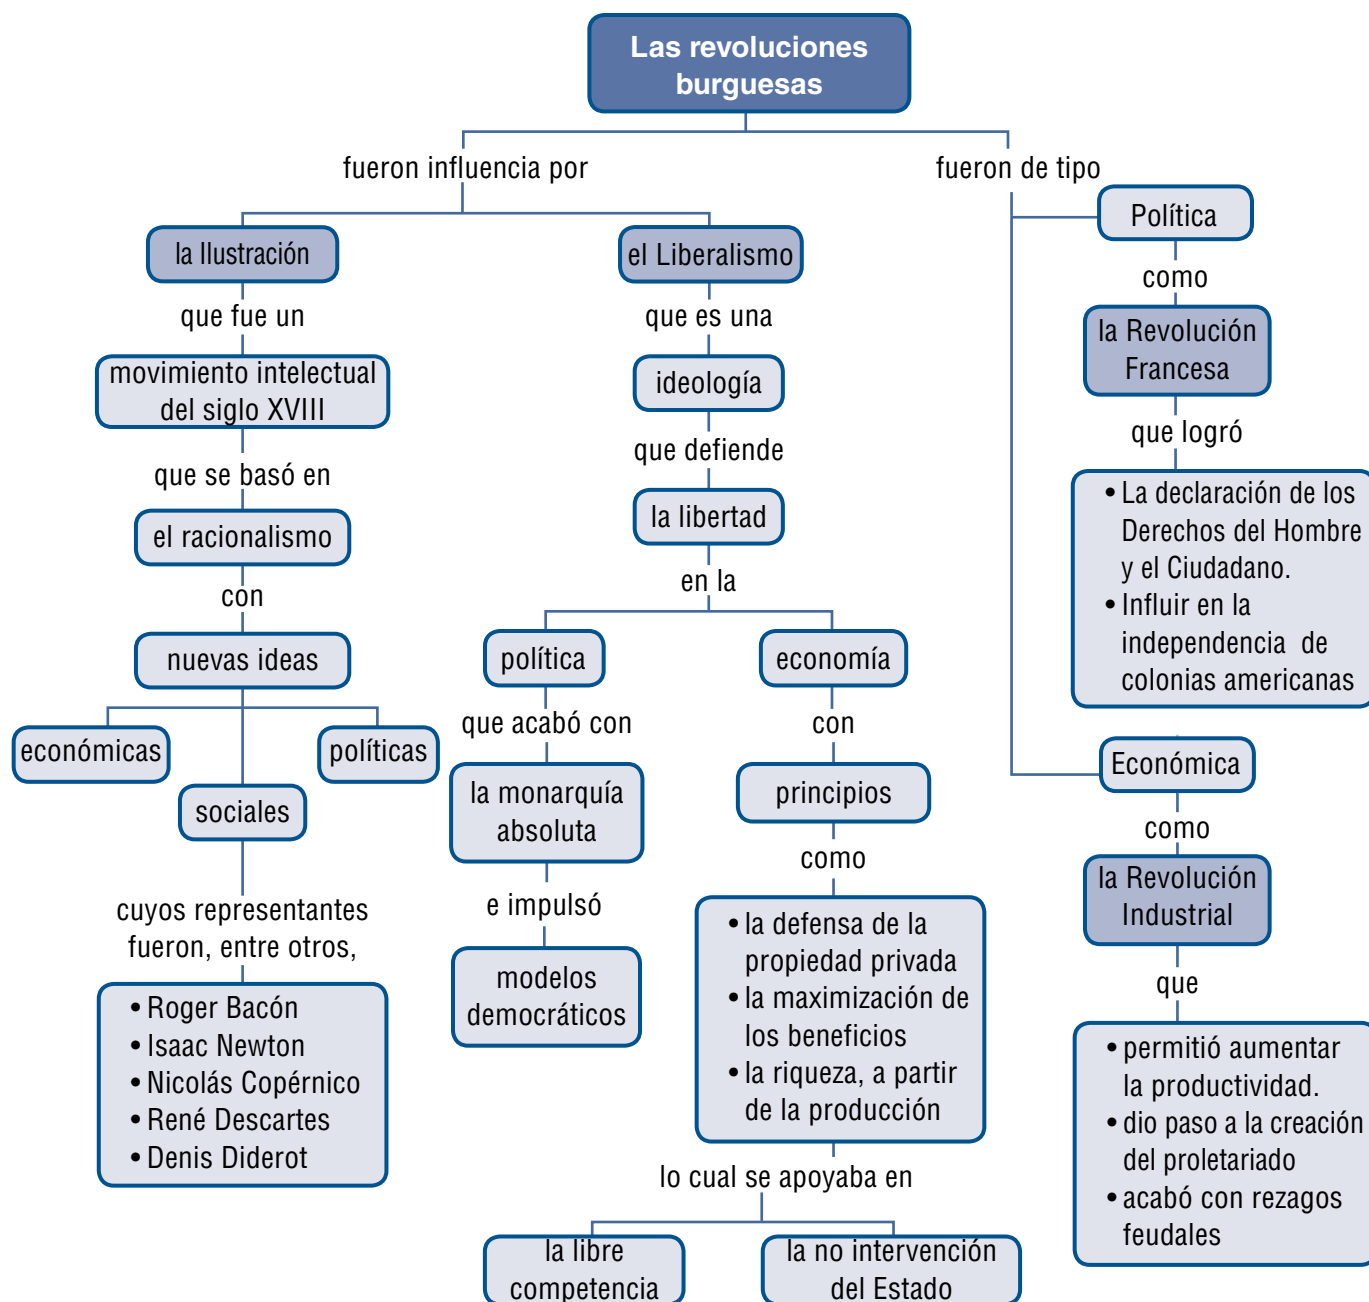 Las revoluciones
burguesas
fueron influencia por
la Ilustración
que fue un
movimiento intelectual
del siglo XVIII
que se basó en
el racionalismo
con
nuevas ideas
económicas
políticas
sociales
cuyos representantes
fueron, entre otros,
• Roger Bacón
• Isaac Newton
• Nicolás Copérnico
• René Descartes
• Denis Diderot
el Liberalismo
que es una
ideología
que defiende
la libertad
en la
política
que acabó con
la monarquía
absoluta
e impulsó
modelos
democráticos
economía
con
principios
como
• la defensa de la
propiedad privada
• la maximización de
los beneficios
• la riqueza, a partir
de la producción
lo cual se apoyaba en
la libre
competencia
la no intervención
del Estado
fueron de tipo
Política
como
la Revolución
Francesa
que logró
• La declaración de los
Derechos del Hombre
y el Ciudadano.
• Influir en la
independencia de
colonias americanas
Económica
como
la Revolución
Industrial
que
• permitió aumentar
la productividad.
• dio paso a la creación
del proletariado
• acabó con rezagos
feudales